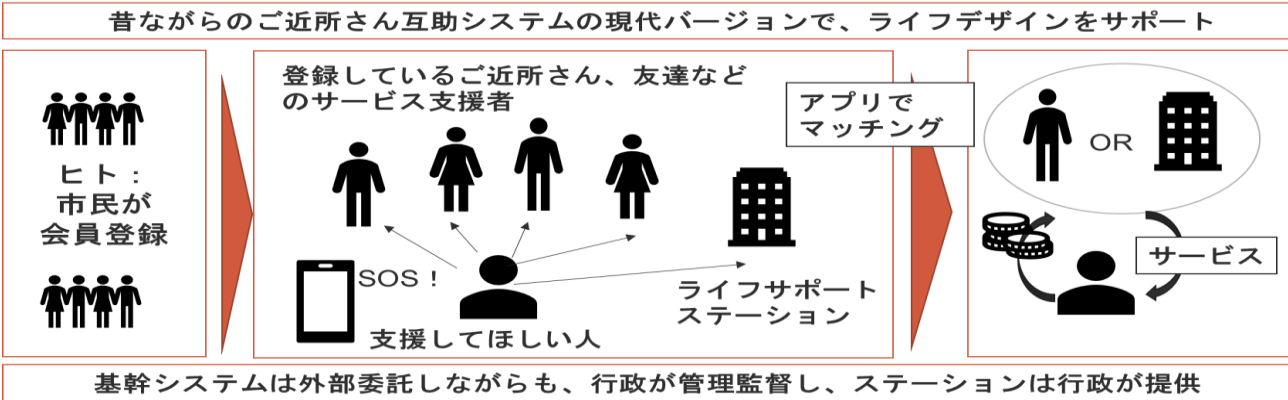 昔ながらのご近所さん互助システムの現代バージョンで、ライフデザインをサポート
ヒト：
市民が
会員登録
登録しているご近所さん、友達など
のサービス支援者
SOS！
支援してほしい人
ライフサポート
ステーション
アプリで
マッチング
OR
サービス
基幹システムは外部委託しながらも、行政が管理監督し、ステーションは行政が提供